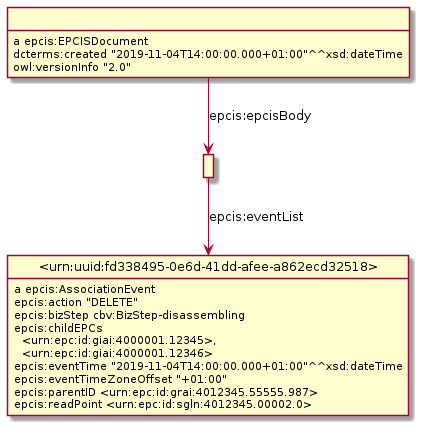 a epcis:EPCISDocument
dcterms:created "2019-11-04T14:00:00.000+01:00"^^xsd:dateTime
owl:versionInfo "2.0"
epcis:epcisBody
epcis:eventList
<urn:uuid:fd338495-0e6d-41dd-afee-a862ecd32518>
a epcis:AssociationEvent
epcis:action "DELETE"
epcis:bizStep cbv:BizStep-disassembling
epcis:childEPCs
<urn:epc:id:giai:4000001.12345>,
<urn:epc:id:giai:4000001.12346>
epcis:eventTime "2019-11-04T14:00:00.000+01:00"^^xsd:dateTime
epcis:eventTimeZoneOffset "+01:00"
epcis:parentID <urn:epc:id:grai:4012345.55555.987>
epcis:readPoint <urn:epc:id:sgln:4012345.00002.0>